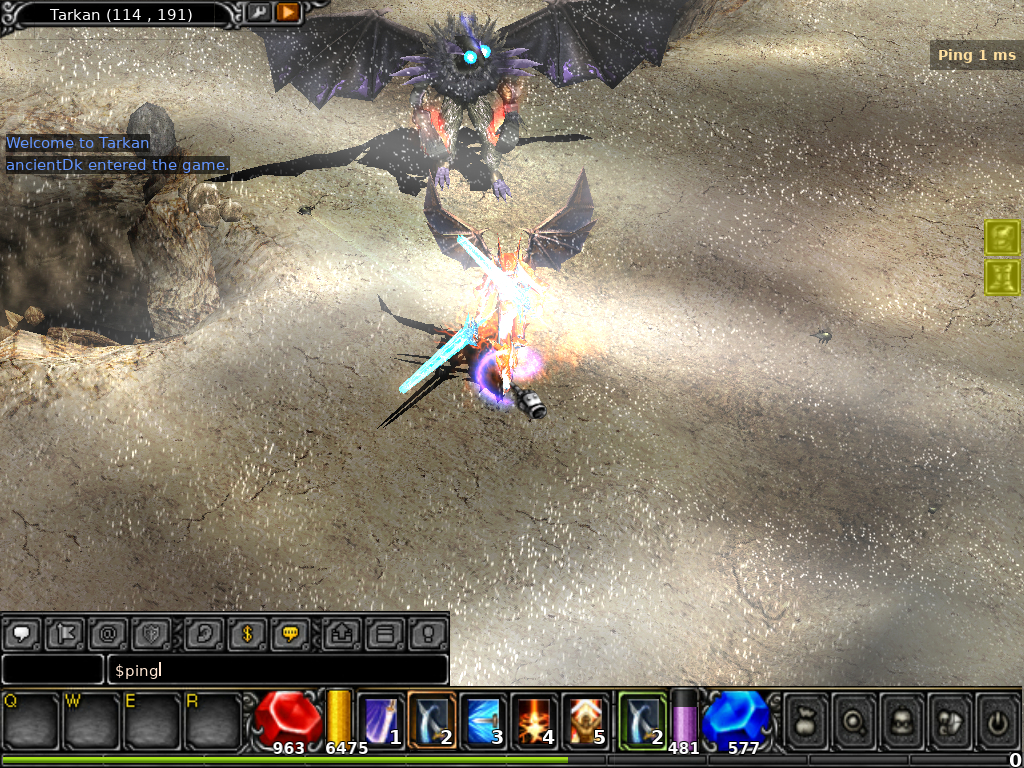 Tarkan (114 , 191)
Ping 1 ms
Welcome to Tarkan
ancientDk entered the game.
$ping
Q W E R
963 6475 1 2 3 4 5 2 481 577
0